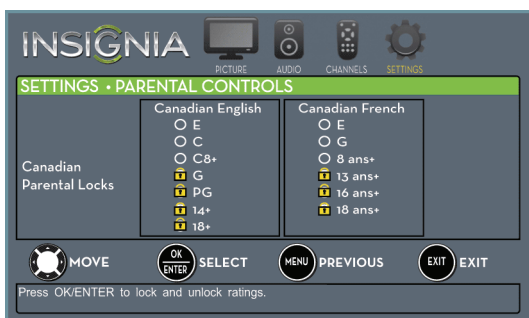 INSIGNIA
PICTURE AUDIO CHANNELS SETTINGS
SETTINGS • PARENTAL CONTROLS
Canadian Parental Locks
Canadian English
E
C
C8+
G
PG
14+
18+
Canadian French
E
G
8 ans+
13 ans+
16 ans+
18 ans+
MOVE
OK
ENTER
SELECT
MENU
PREVIOUS
EXIT
EXIT
Press OK/ENTER to lock and unlock ratings.